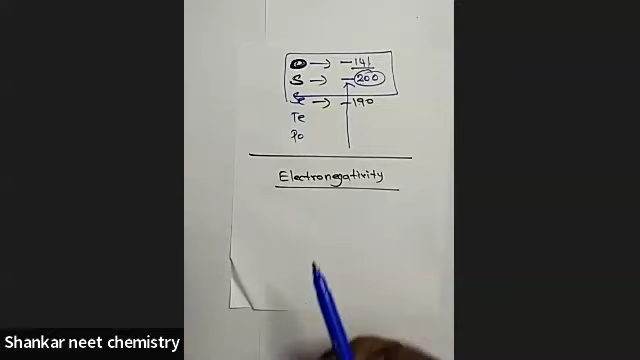 O → -141
S → -200
Se → -190
Te
Po
Electronegativity
Shankar neet chemistry